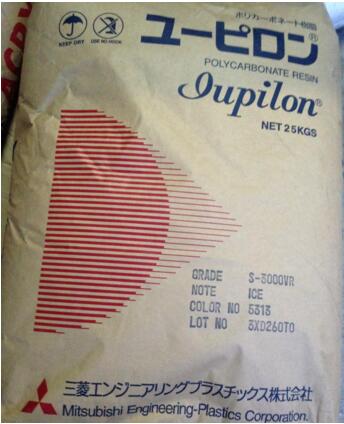 ポリカーボネート樹脂
ユーピロン®
POLYCARBONATE RESIN
Iupilon®
NET 25KGS
KEEP DRY
USE NO HOOK
ACRY
GRADE S-3000VR
NOTE ICE
COLOR NO 5313
LOT NO 3XD260T0
三菱エンジニアリングプラスチックス株式会社
Mitsubishi Engineering-Plastics Corporation.